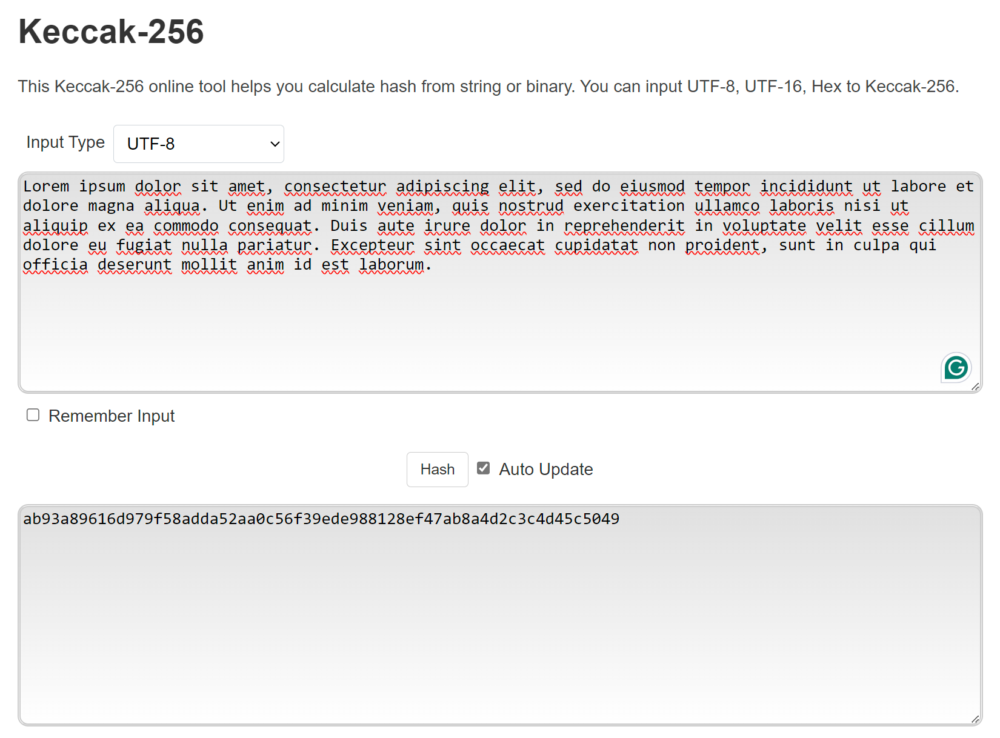 Keccak-256
This Keccak-256 online tool helps you calculate hash from string or binary. You can input UTF-8, UTF-16, Hex to Keccak-256.
Input Type UTF-8
Lorem ipsum dolor sit amet, consectetur adipiscing elit, sed do eiusmod tempor incididunt ut labore et
dolore magna aliqua. Ut enim ad minim veniam, quis nostrud exercitation ullamco laboris nisi ut
aliquip ex ea commodo consequat. Duis aute irure dolor in reprehenderit in voluptate velit esse cillum
dolore eu fugiat nulla pariatur. Excepteur sint occaecat cupidatat non proident, sunt in culpa qui
officia deserunt mollit anim id est laborum.
Remember Input
Hash Auto Update
ab93a89616d979f58adda52aa0c56f39ede988128ef47ab8a4d2c3c4d45c5049